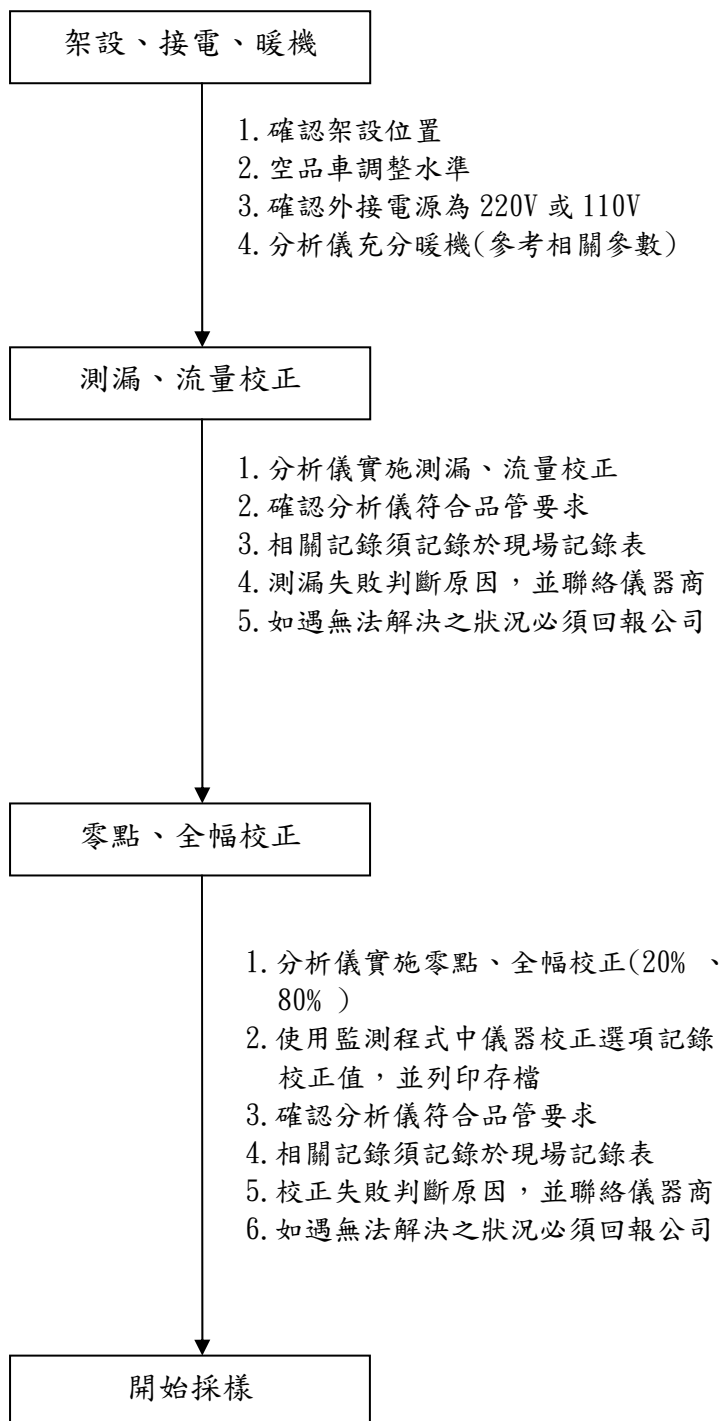 架設、接電、暖機
1.確認架設位置
2.空品車調整水準
3.確認外接電源為 220V 或 110V
4.分析儀充分暖機(參考相關參數)
測漏、流量校正
1.分析儀實施測漏、流量校正
2.確認分析儀符合品管要求
3.相關記錄須記錄於現場記錄表
4.測漏失敗判斷原因，並聯絡儀器商
5.如遇無法解決之狀況必須回報公司
零點、全幅校正
1.分析儀實施零點、全幅校正(20% 、
80% )
2.使用監測程式中儀器校正選項記錄
校正值，並列印存檔
3.確認分析儀符合品管要求
4.相關記錄須記錄於現場記錄表
5.校正失敗判斷原因，並聯絡儀器商
6.如遇無法解決之狀況必須回報公司
開始採樣